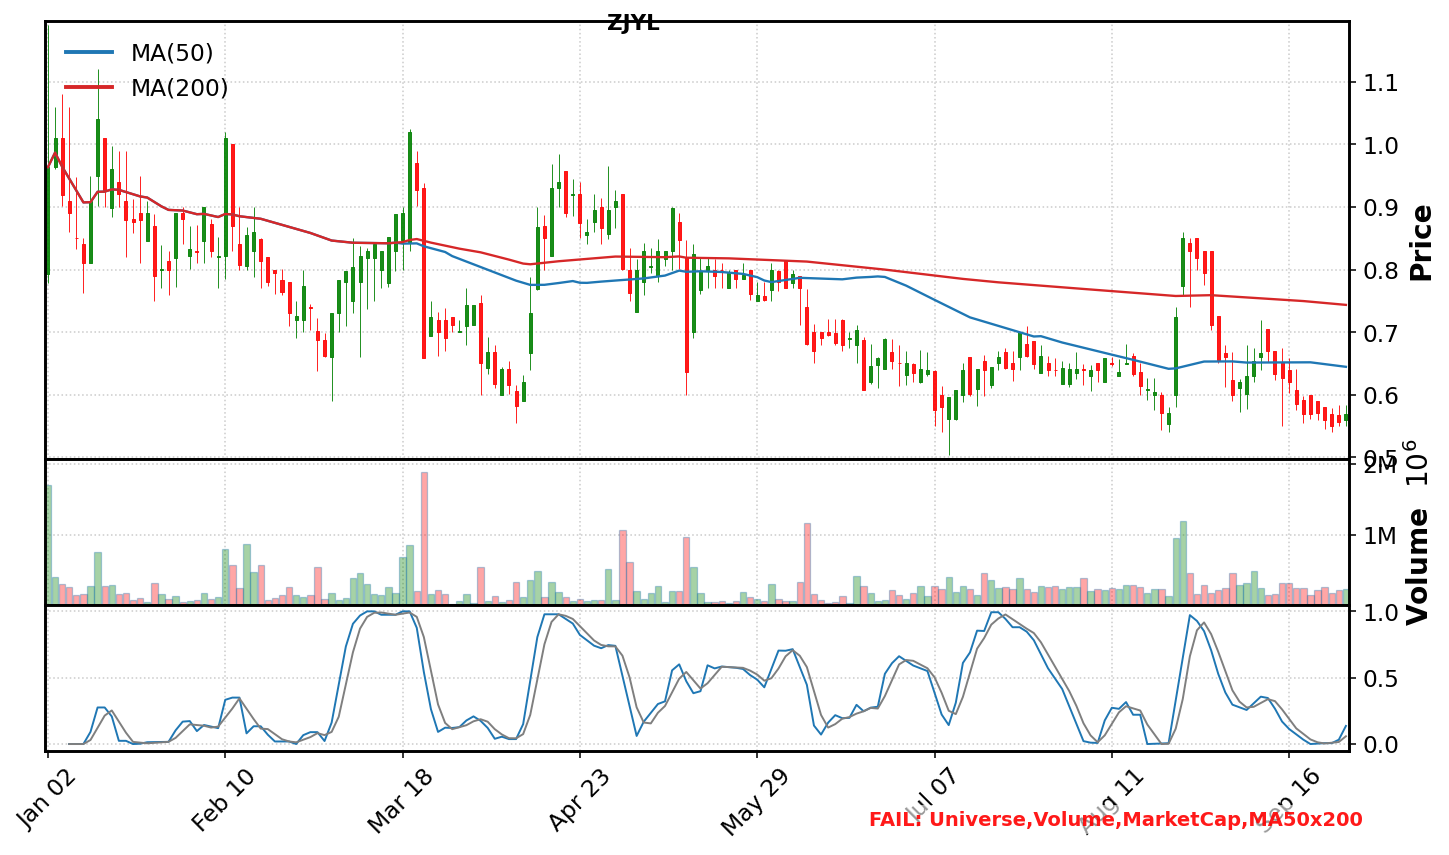 ZJYL
MA(50)
MA(200)
1.1
1.0
0.9
0.8
0.7
0.6
0.5
Price
2M
1M
Volume 10^6
1.0
0.5
0.0
Jan 02
Feb 10
Mar 18
Apr 23
May 29
Jul 07
Aug 11
Sep 16
FAIL: Universe,Volume,MarketCap,MA50x200